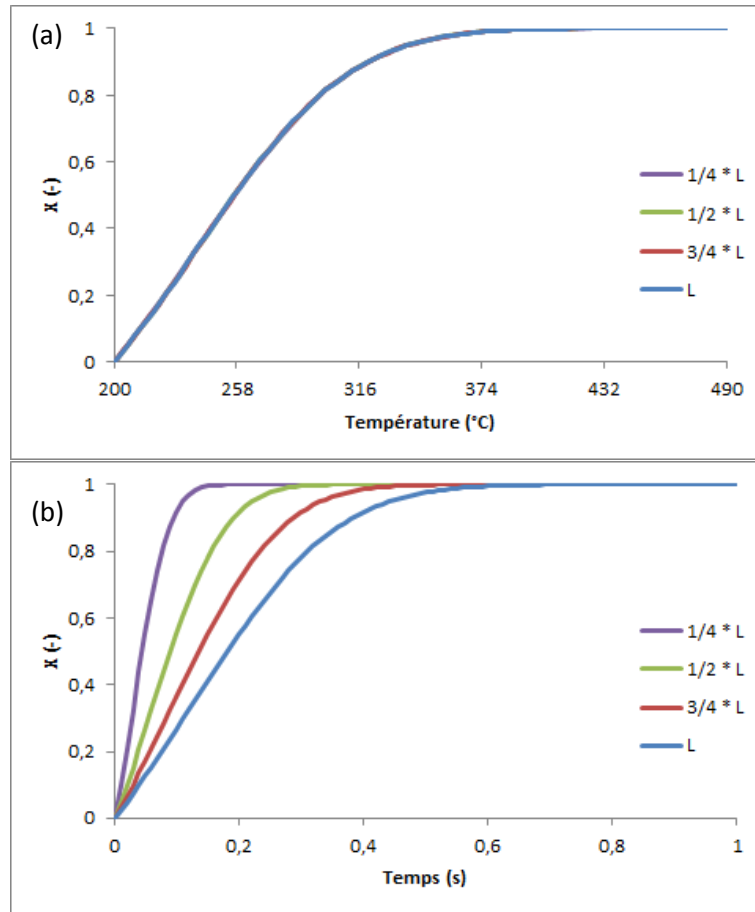 (a)
1
0,8
0,6
0,4
0,2
0
X (-)
200 258 316 374 432 490
Température (°C)
1/4 * L
1/2 * L
3/4 * L
L
(b)
1
0,8
0,6
0,4
0,2
0
X (-)
0 0,2 0,4 0,6 0,8 1
Temps (s)
1/4 * L
1/2 * L
3/4 * L
L